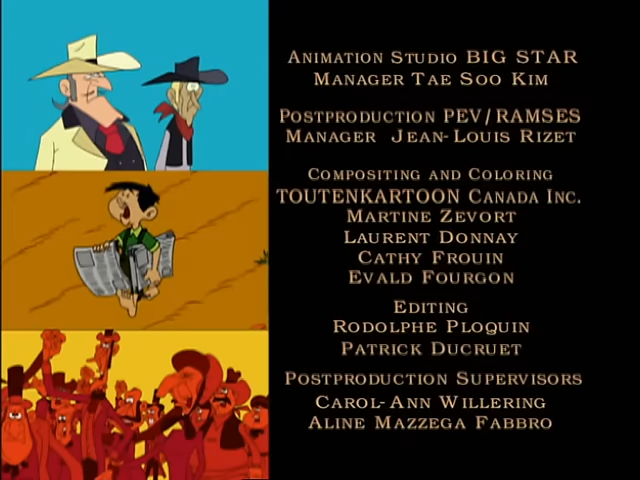 ANIMATION STUDIO BIG STAR
MANAGER TAE SOO KIM
POSTPRODUCTION PEV/RAMSES
MANAGER JEAN-LOUIS RIZET
COMPOSITING AND COLORING
TOUTENKARTOON CANADA INC.
MARTINE ZEVORT
LAURENT DONNAY
CATHY FROUIN
EVALD FOURGON
EDITING
RODOLPHE PLOQUIN
PATRICK DUCRUET
POSTPRODUCTION SUPERVISORS
CAROL-ANN WILLERING
ALINE MAZZEGA FABBRO